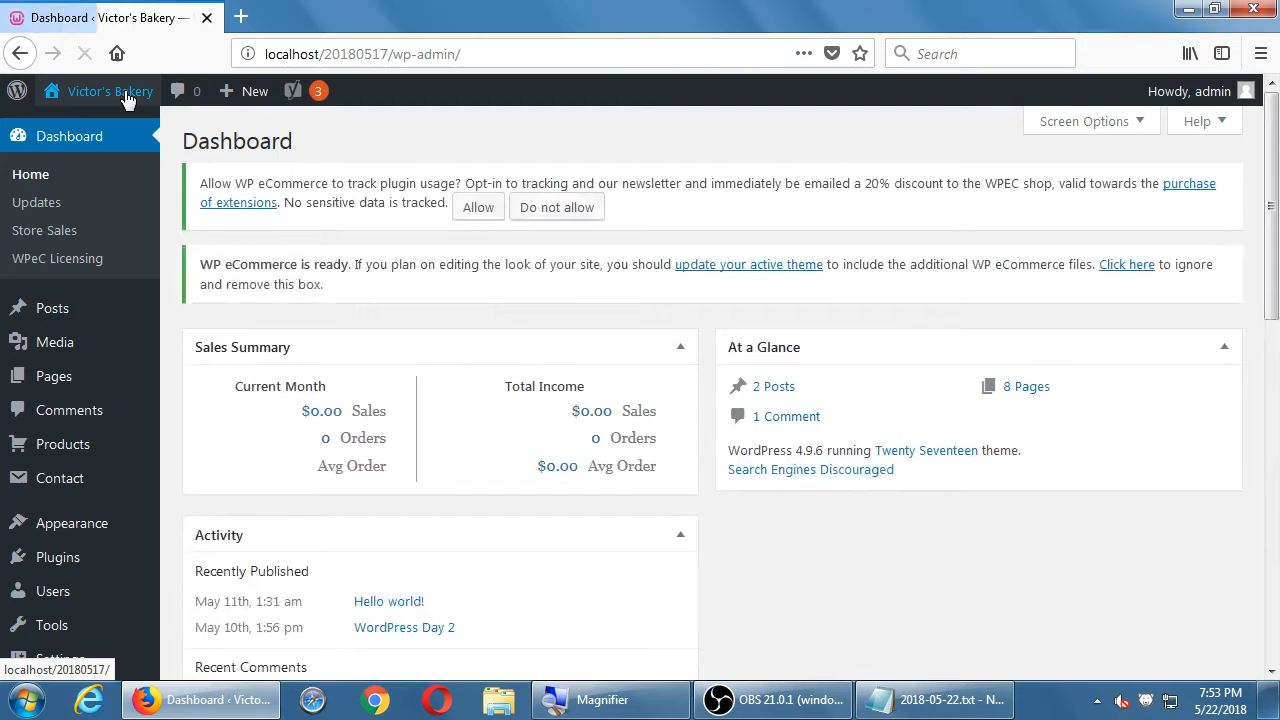 Dashboard ‹ Victor's Bakery —
localhost/20180517/wp-admin/
Search
Victor's Bakery
0
New
3
Howdy, admin
Dashboard
Home
Updates
Store Sales
WPeC Licensing
Posts
Media
Pages
Comments
Products
Contact
Appearance
Plugins
Users
Tools
Settings
localhost/20180517/
Dashboard
Screen Options
Help
Allow WP eCommerce to track plugin usage? Opt-in to tracking and our newsletter and immediately be emailed a 20% discount to the WPEC shop, valid towards the purchase
of extensions. No sensitive data is tracked. Allow Do not allow
WP eCommerce is ready. If you plan on editing the look of your site, you should update your active theme to include the additional WP eCommerce files. Click here to ignore
and remove this box.
Sales Summary
Current Month
$0.00 Sales
0 Orders
Avg Order
Total Income
$0.00 Sales
0 Orders
$0.00 Avg Order
At a Glance
2 Posts
8 Pages
1 Comment
WordPress 4.9.6 running Twenty Seventeen theme.
Search Engines Discouraged
Activity
Recently Published
May 11th, 1:31 am Hello world!
May 10th, 1:56 pm WordPress Day 2
Recent Comments
Dashboard ‹ Victo...
Magnifier
OBS 21.0.1 (windo...
2018-05-22.txt - N...
7:53 PM
5/22/2018